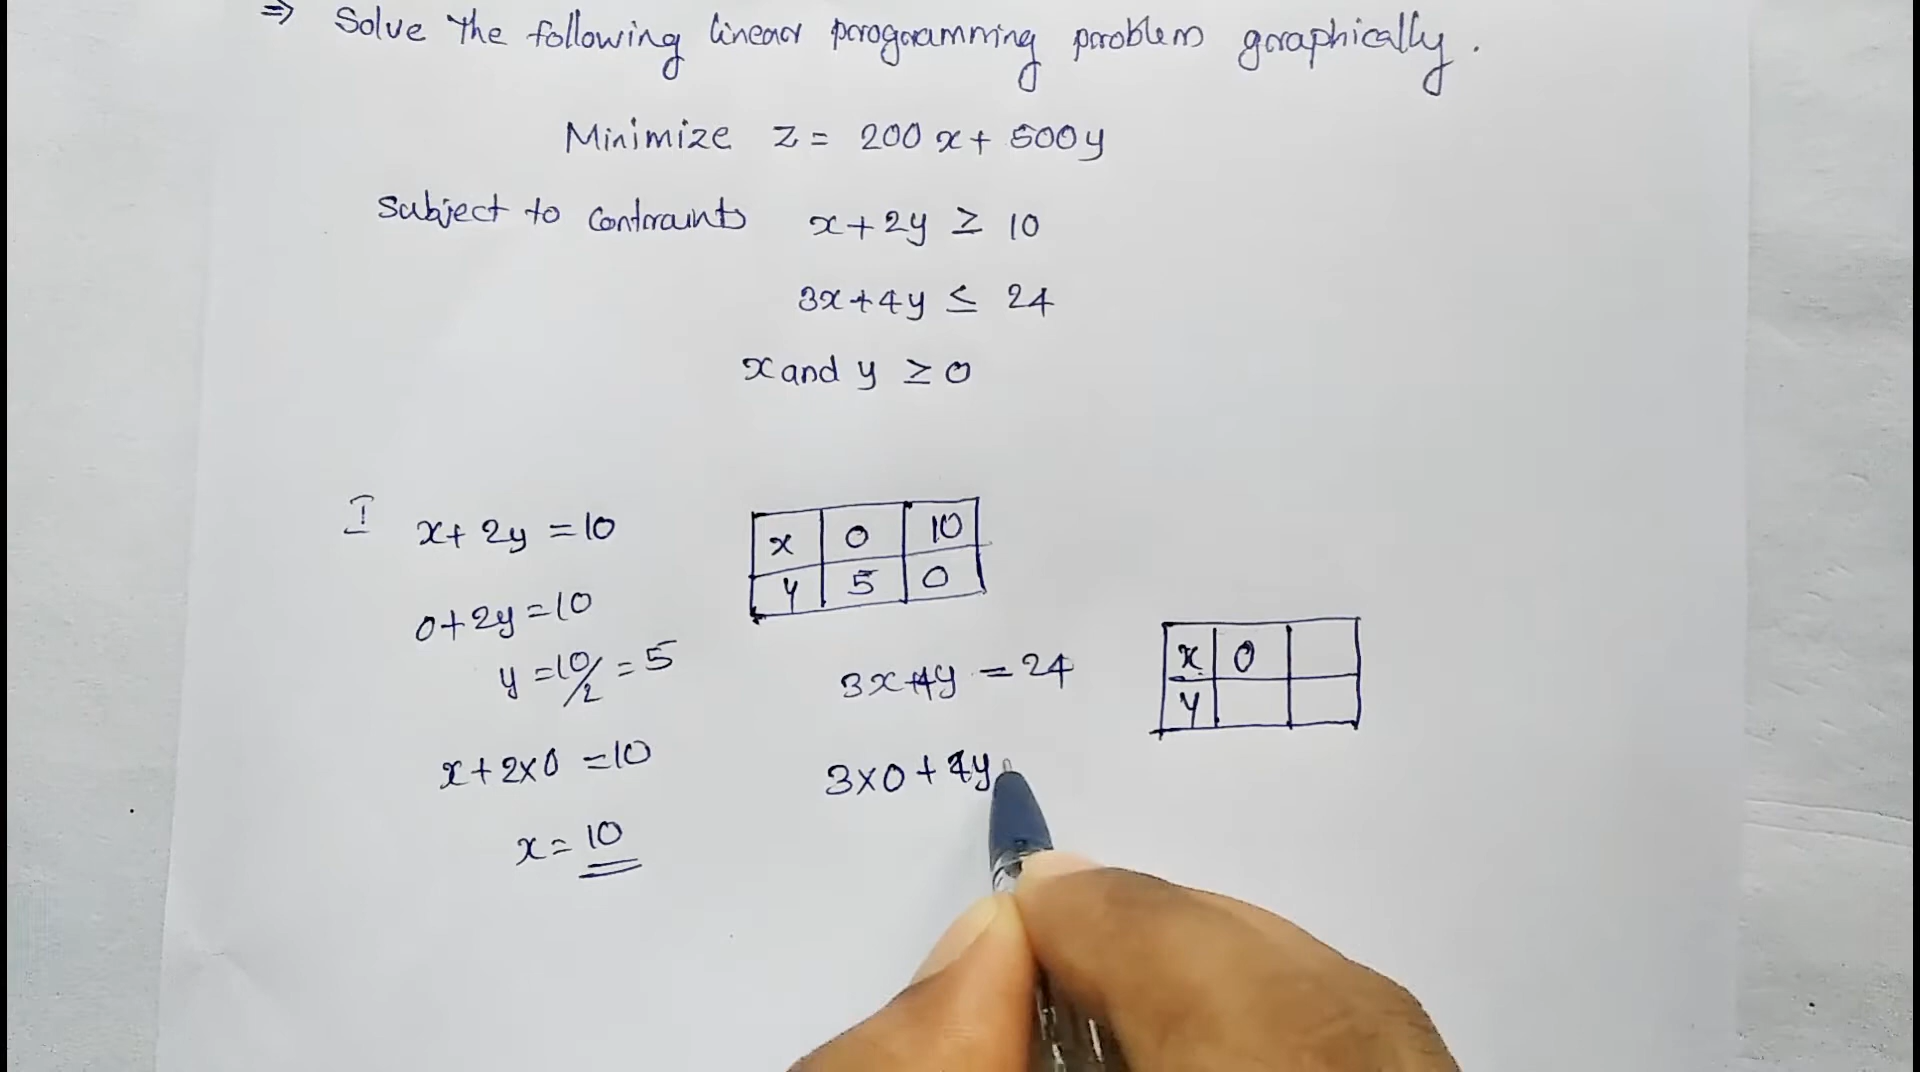 ⇒ Solve the following linear programming problem graphically.
Minimize Z = 200x + 500y
Subject to Contraints x + 2y ≥ 10
3x + 4y ≤ 24
x and y ≥ 0
I x + 2y = 10
x 0 10
y 5 0
0 + 2y = 10
y = 10/2 = 5
x + 2×0 = 10
x = 10
3x + 4y = 24
x 0
y
3×0 + 4y